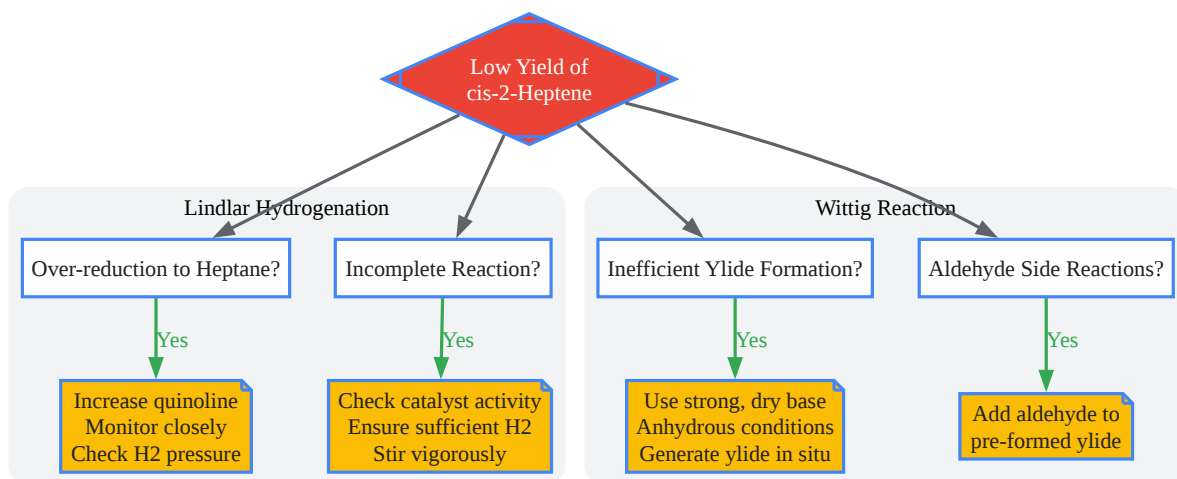 Low Yield of
cis-2-Heptene
Lindlar Hydrogenation
Wittig Reaction
Over-reduction to Heptane?
Incomplete Reaction?
Inefficient Ylide Formation?
Aldehyde Side Reactions?
Yes
Yes
Yes
Yes
Increase quinoline
Monitor closely
Check H2 pressure
Check catalyst activity
Ensure sufficient H2
Stir vigorously
Use strong, dry base
Anhydrous conditions
Generate ylide in situ
Add aldehyde to
pre-formed ylide